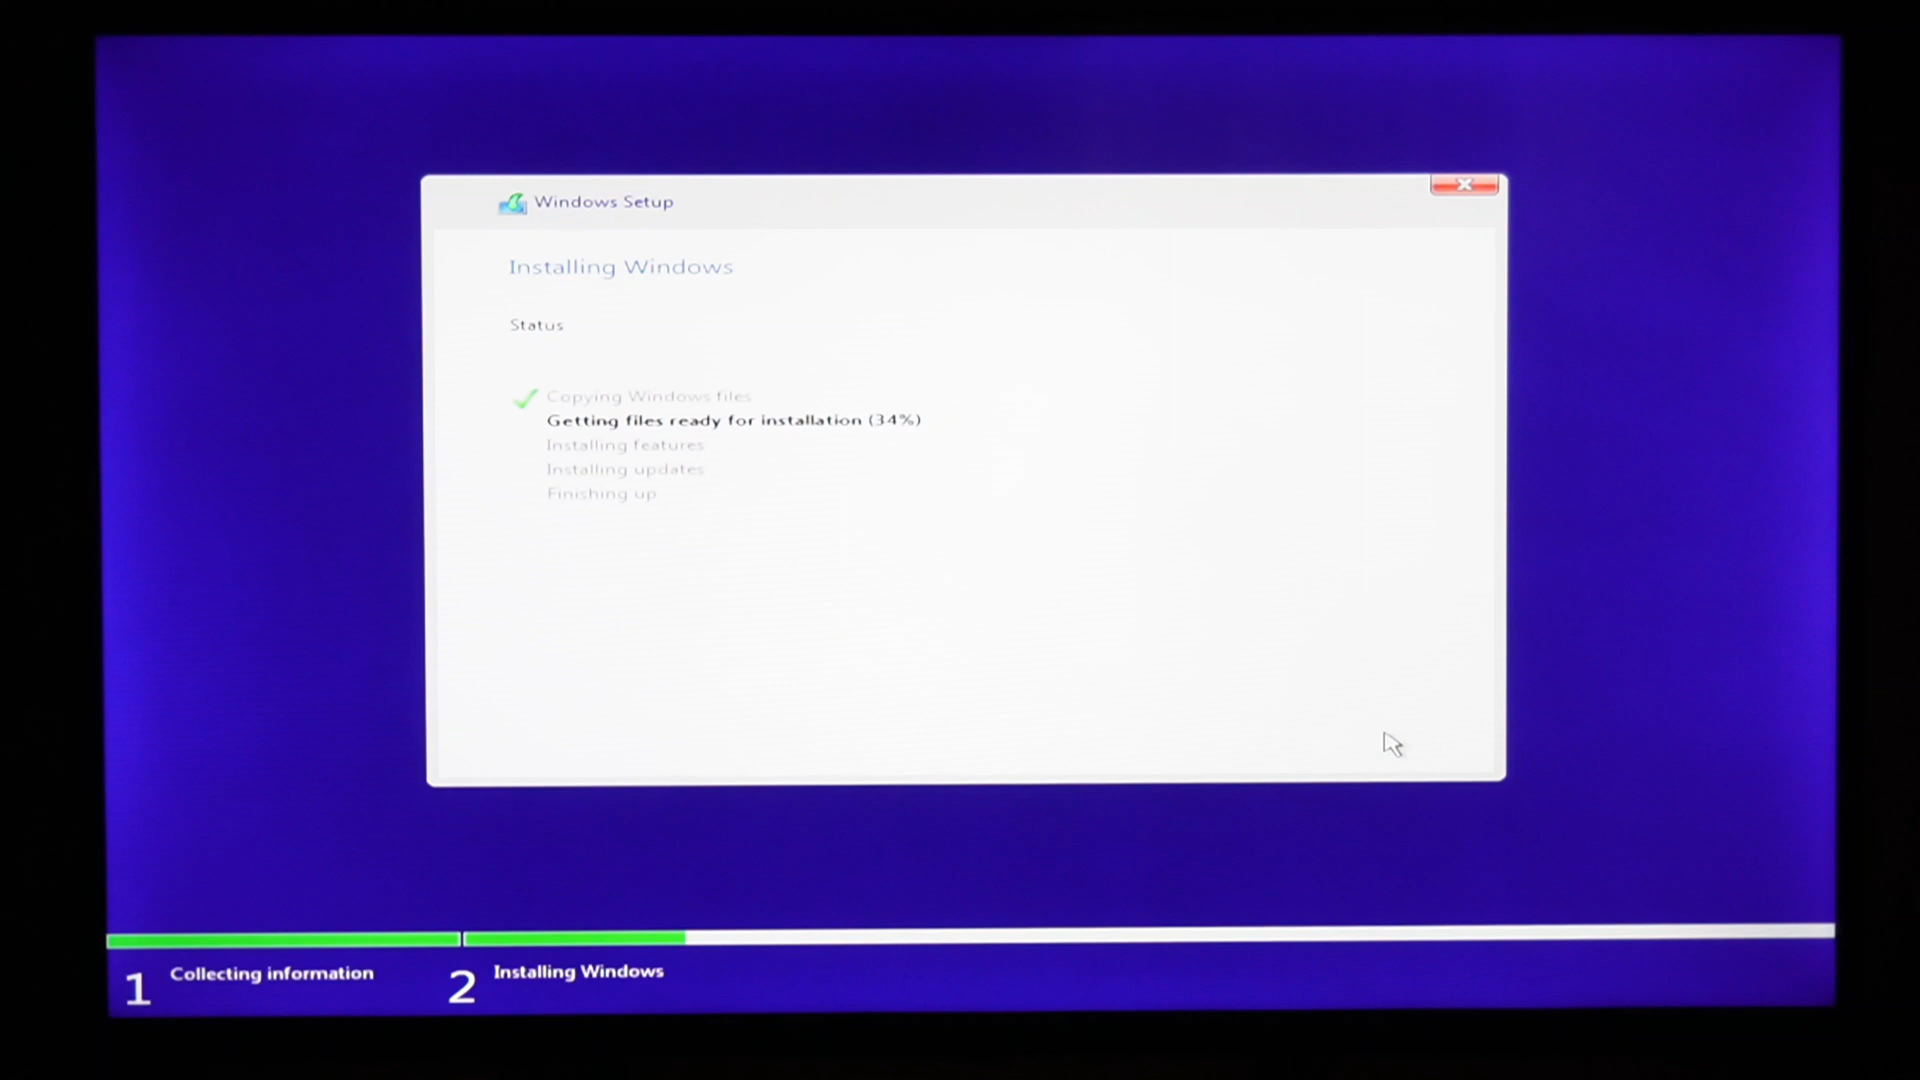 Windows Setup
Installing Windows
Status
Copying Windows files
Getting files ready for installation (34%)
Installing features
Installing updates
Finishing up
1 Collecting information
2 Installing Windows